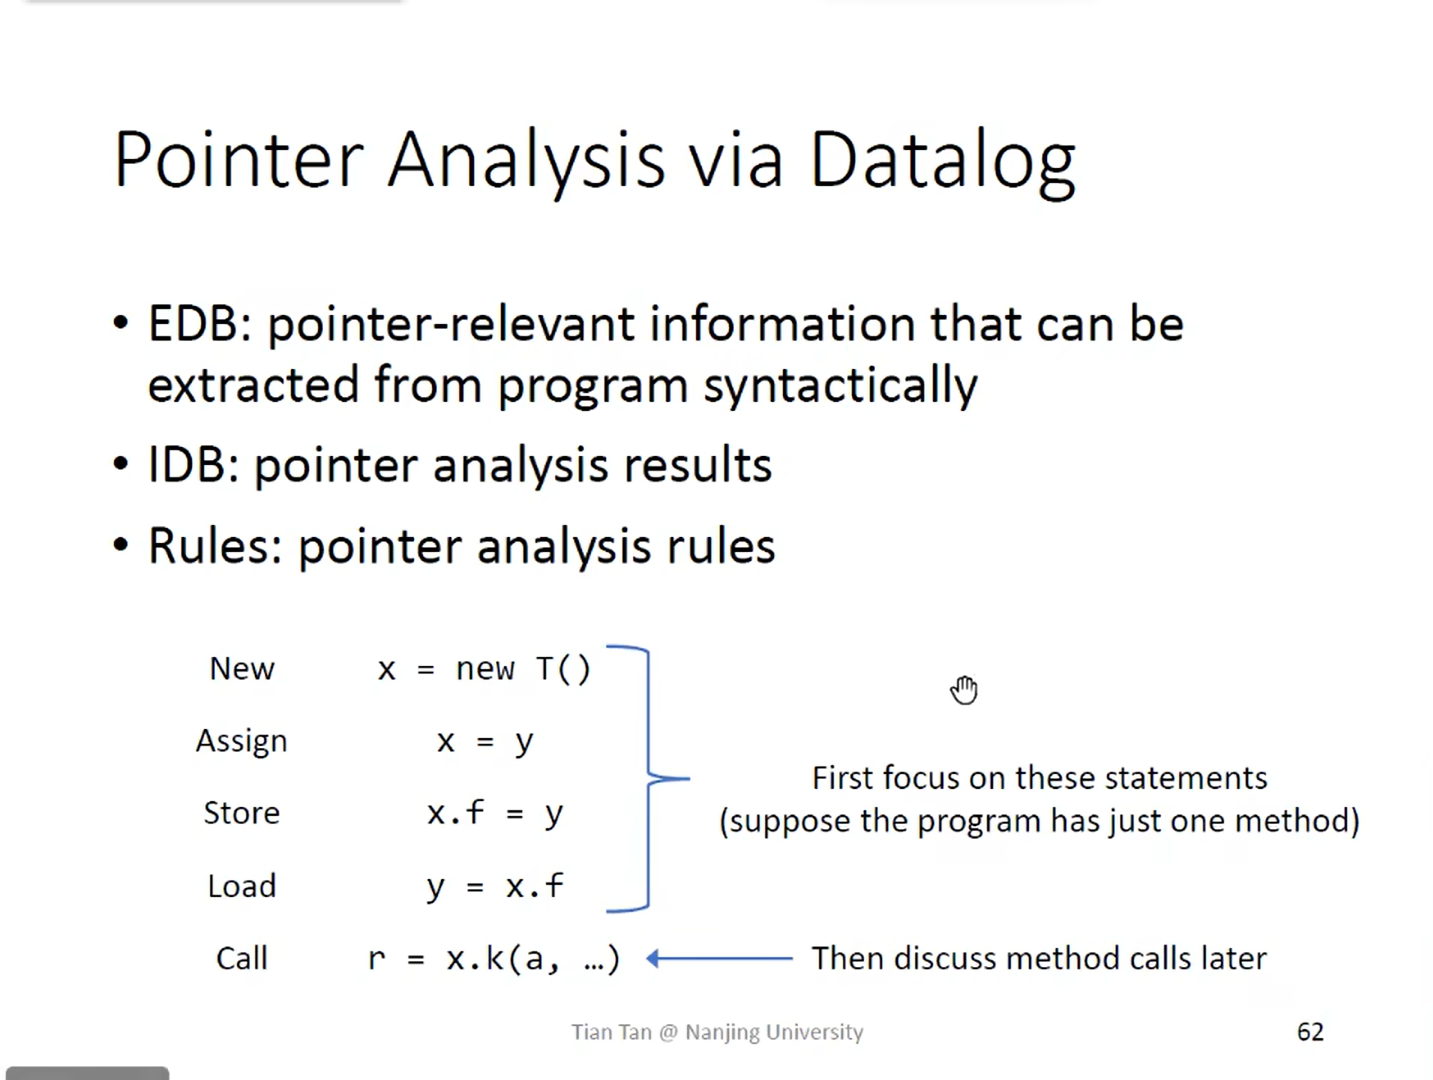 Pointer Analysis via Datalog
• EDB: pointer-relevant information that can be
extracted from program syntactically
• IDB: pointer analysis results
• Rules: pointer analysis rules
New x = new T()
Assign x = y
Store x.f = y
Load y = x.f
First focus on these statements
(suppose the program has just one method)
Call r = x.k(a, …)
Then discuss method calls later
Tian Tan @ Nanjing University
62